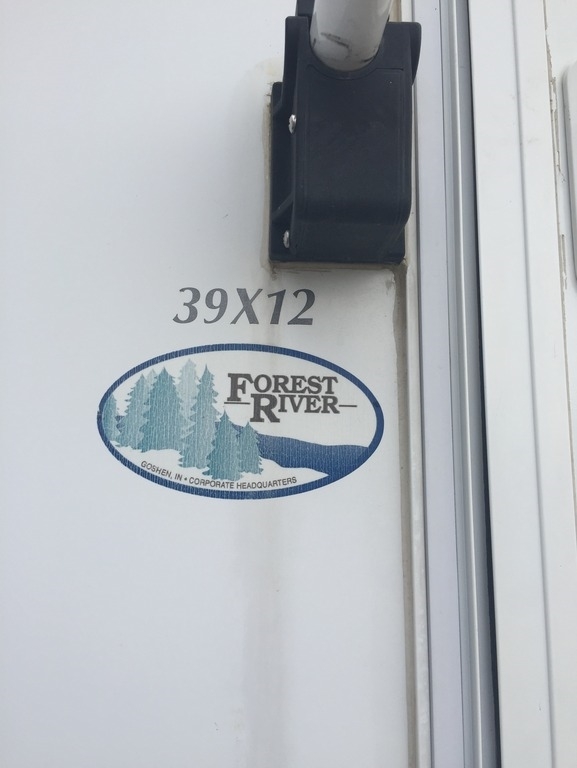 39X12
FOREST
RIVER
GOSHEN, IN • CORPORATE HEADQUARTERS